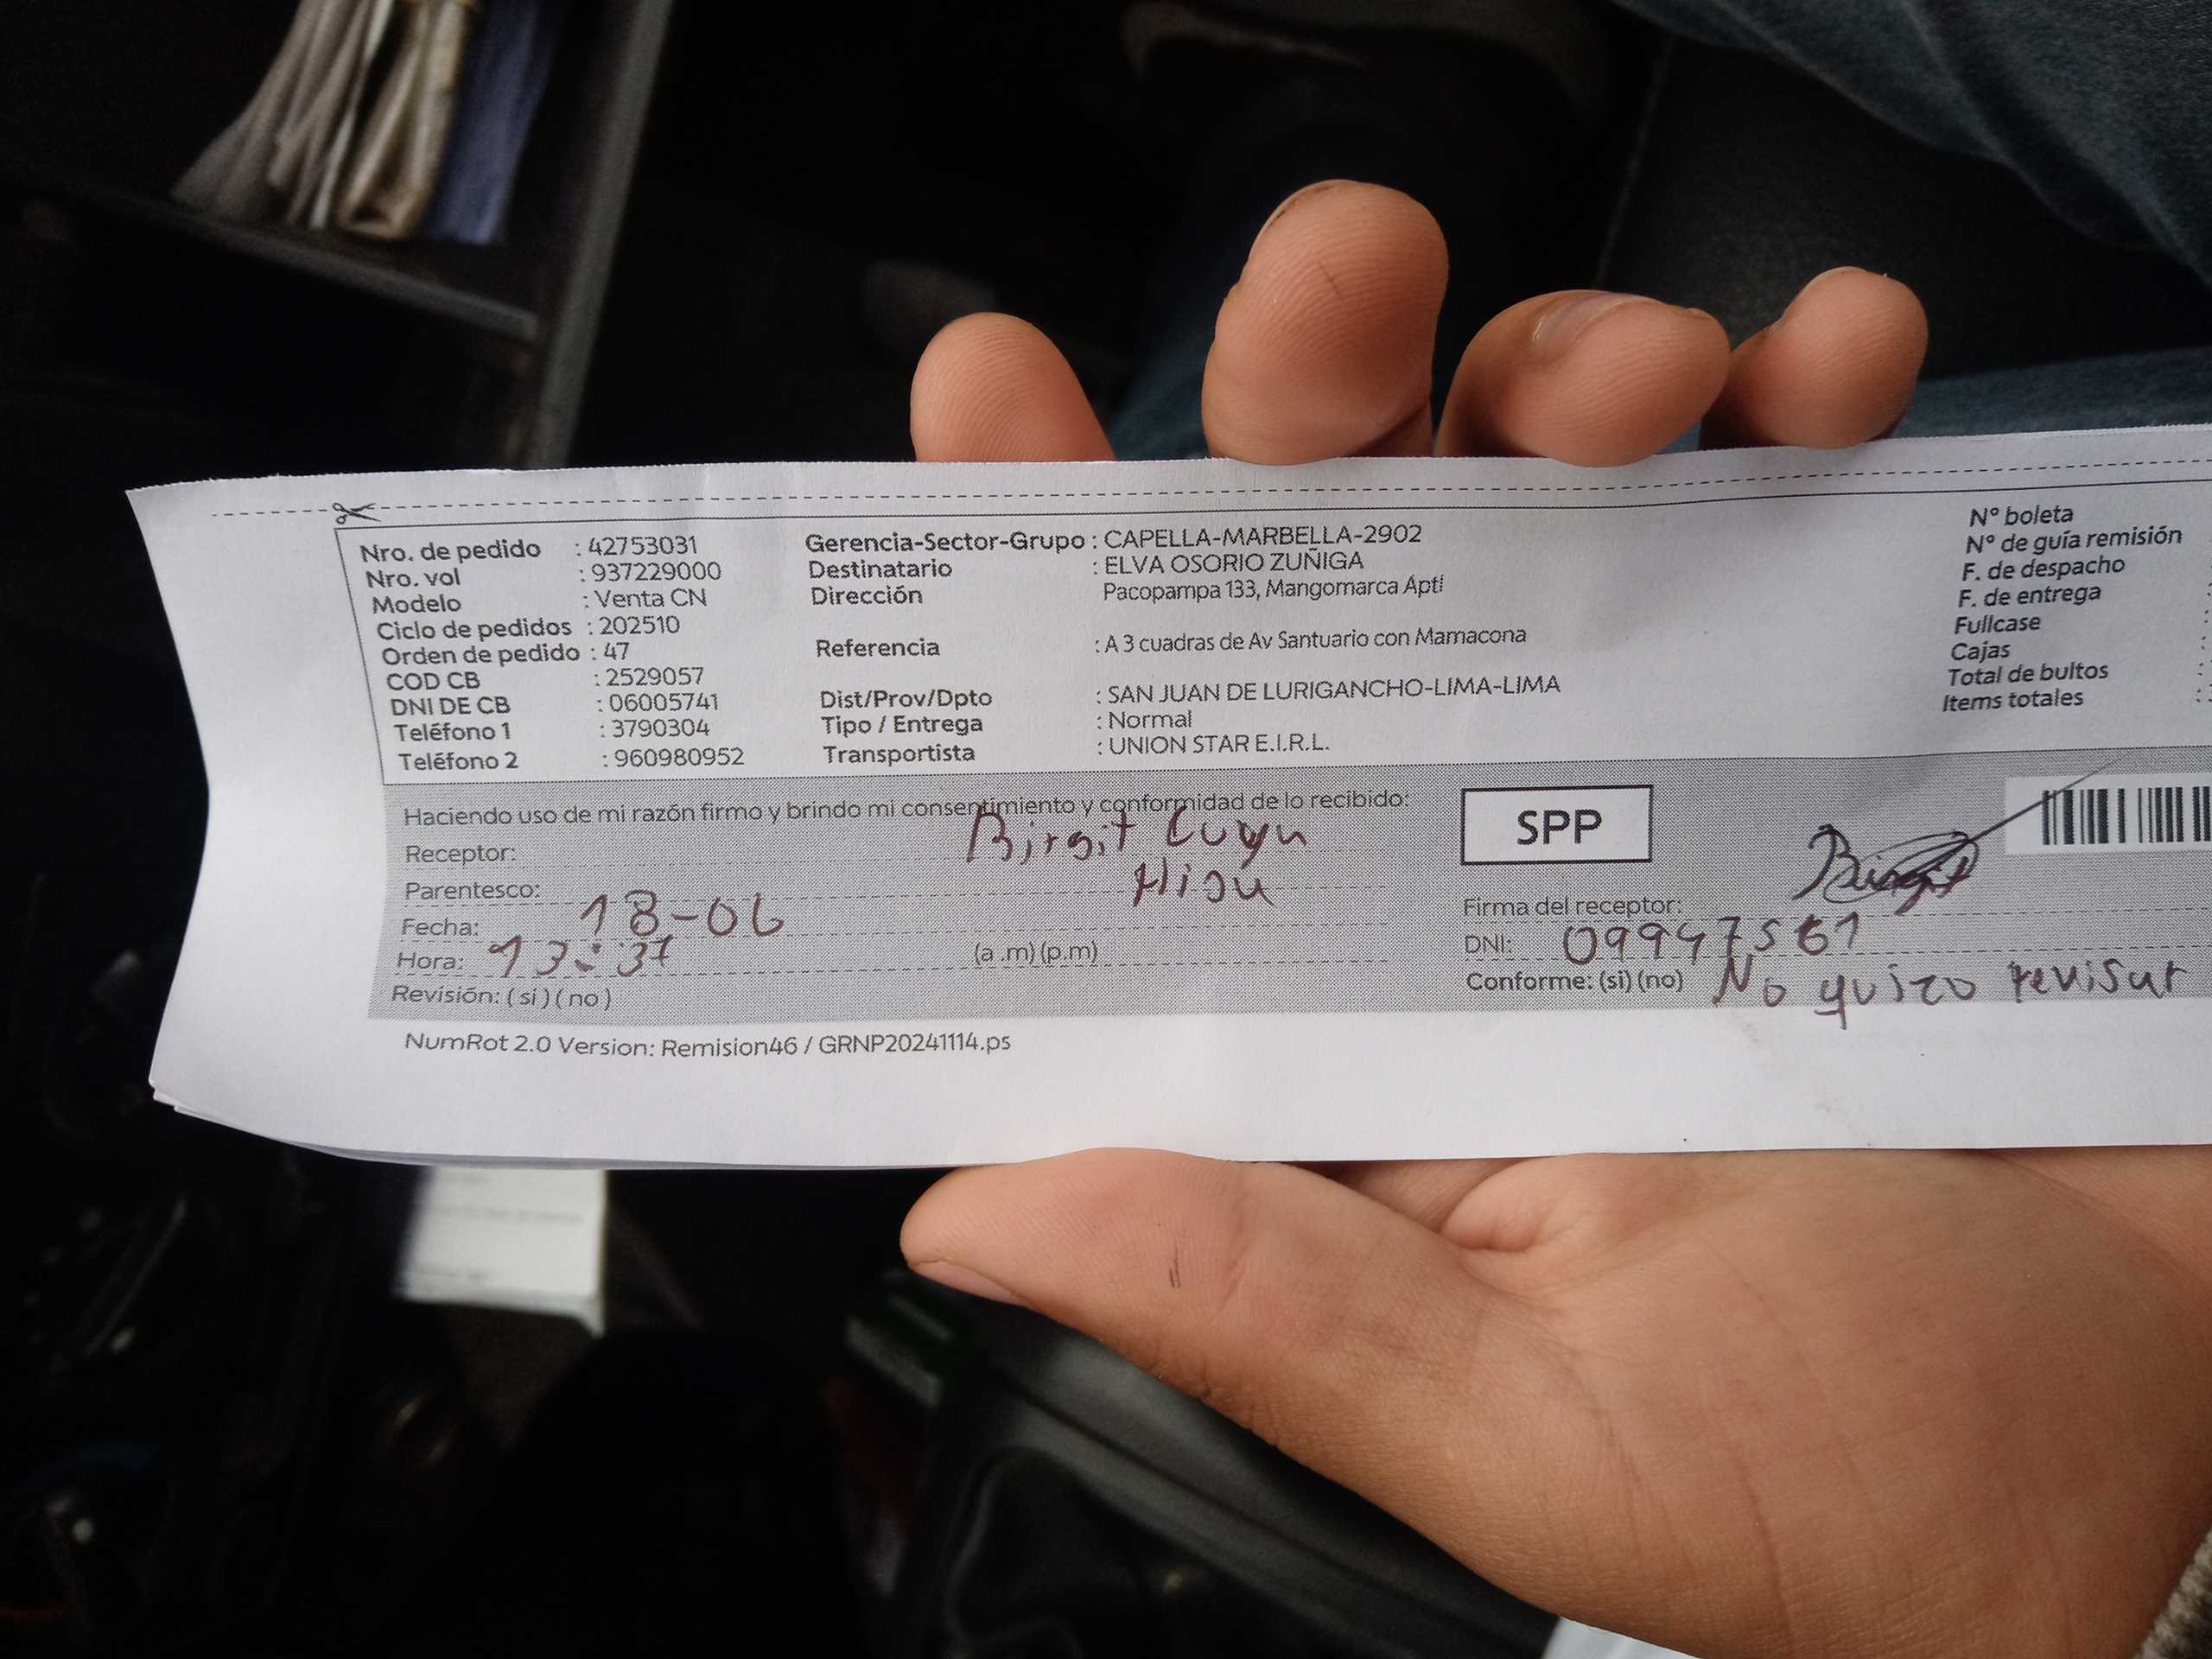 Nro. de pedido : 42753031
Nro. vol : 937229000
Modelo : Venta CN
Ciclo de pedidos : 202510
Orden de pedido : 47
COD CB : 2529057
DNI DE CB : 06005741
Teléfono 1 : 3790304
Teléfono 2 : 960980952
Gerencia-Sector-Grupo : CAPELLA-MARBELLA-2902
Destinatario : ELVA OSORIO ZUÑIGA
Dirección Pacopampa 133, Mangomarca Apti
Referencia : A 3 cuadras de Av Santuario con Mamacona
Dist/Prov/Dpto : SAN JUAN DE LURIGANCHO-LIMA-LIMA
Tipo / Entrega : Normal
Transportista : UNION STAR E.I.R.L.
N° boleta
N° de guía remisión
F. de despacho
F. de entrega
Fullcase
Cajas
Total de bultos
Items totales
Haciendo uso de mi razón firmo y brindo mi consentimiento y conformidad de lo recibido:
Receptor: Birgit
Parentesco: Hija
Fecha: 18-06
Hora: 13:37 (a .m) (p.m)
Revisión: ( si ) ( no )
SPP
Firma del receptor: Birgit
DNI: 09947561
Conforme: (si) (no) No quizo revisar
NumRot 2.0 Version: Remision46 / GRNP20241114.ps